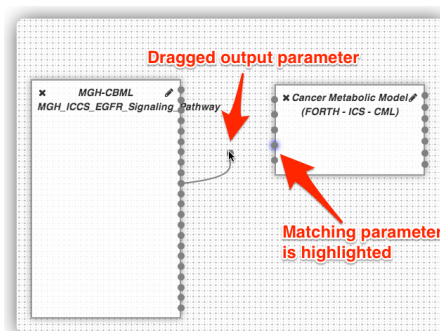 Dragged output parameter
MGH-CBML
MGH_ICCS_EGFR_Signaling_Pathway
Cancer Metabolic Model
(FORTH - ICS - CML)
Matching parameter
is highlighted